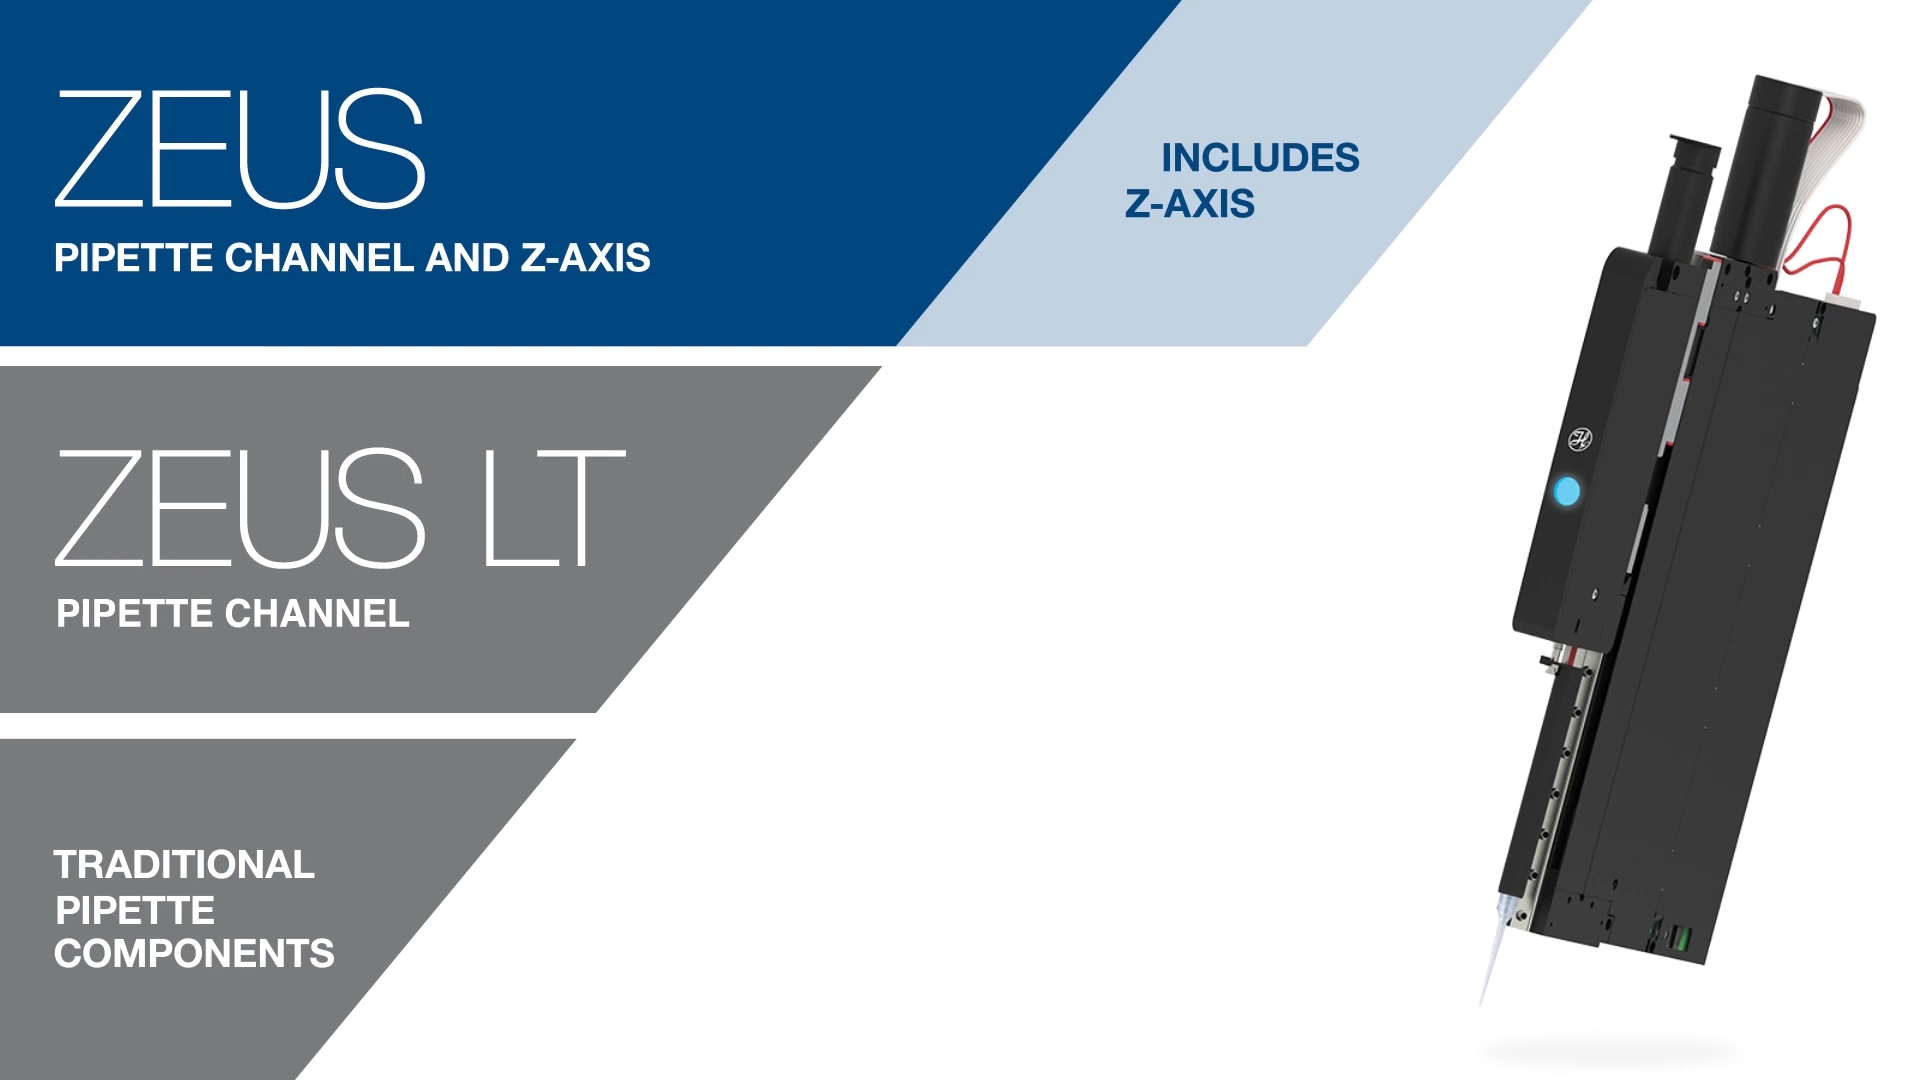 ZEUS
PIPETTE CHANNEL AND Z-AXIS
INCLUDES
Z-AXIS
ZEUS LT
PIPETTE CHANNEL
TRADITIONAL
PIPETTE
COMPONENTS